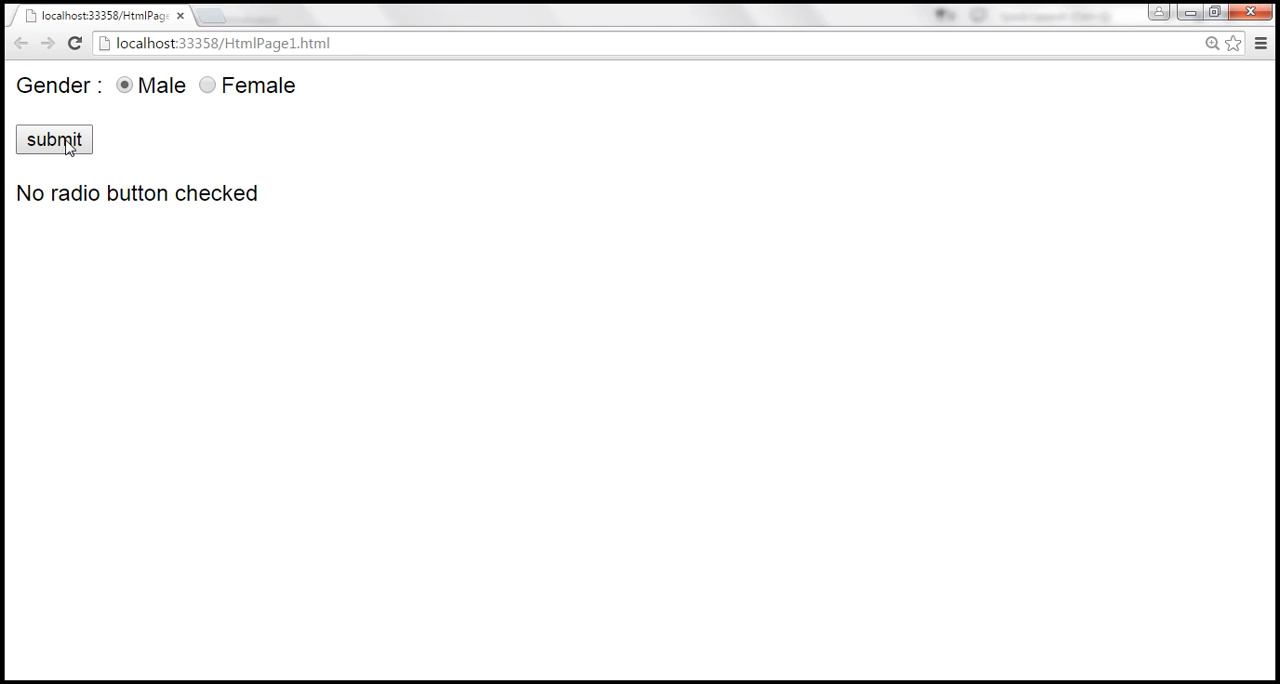 localhost:33358/HtmlPage
localhost:33358/HtmlPage1.html
Gender : Male Female
submit
No radio button checked